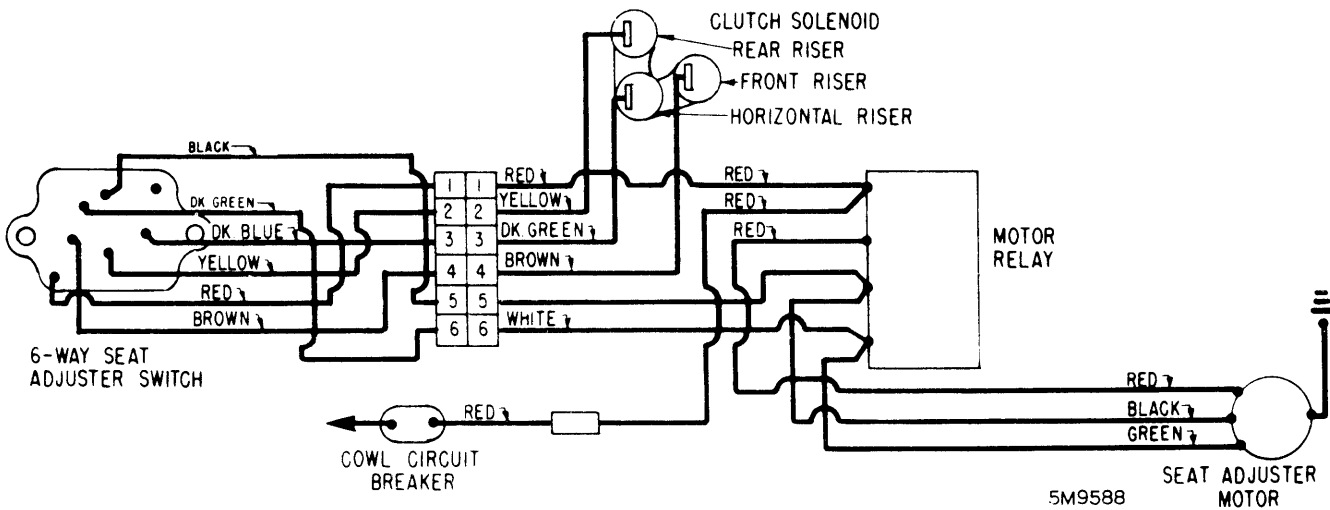 CLUTCH SOLENOID
REAR RISER
FRONT RISER
HORIZONTAL RISER
BLACK
DK. GREEN
DK. BLUE
YELLOW
RED
BROWN
6-WAY SEAT
ADJUSTER SWITCH
1 1
2 2
3 3
4 4
5 5
6 6
RED
YELLOW
DK. GREEN
BROWN
WHITE
RED
RED
RED
MOTOR
RELAY
RED
BLACK
GREEN
SEAT ADJUSTER
MOTOR
RED
COWL CIRCUIT
BREAKER
5M9588